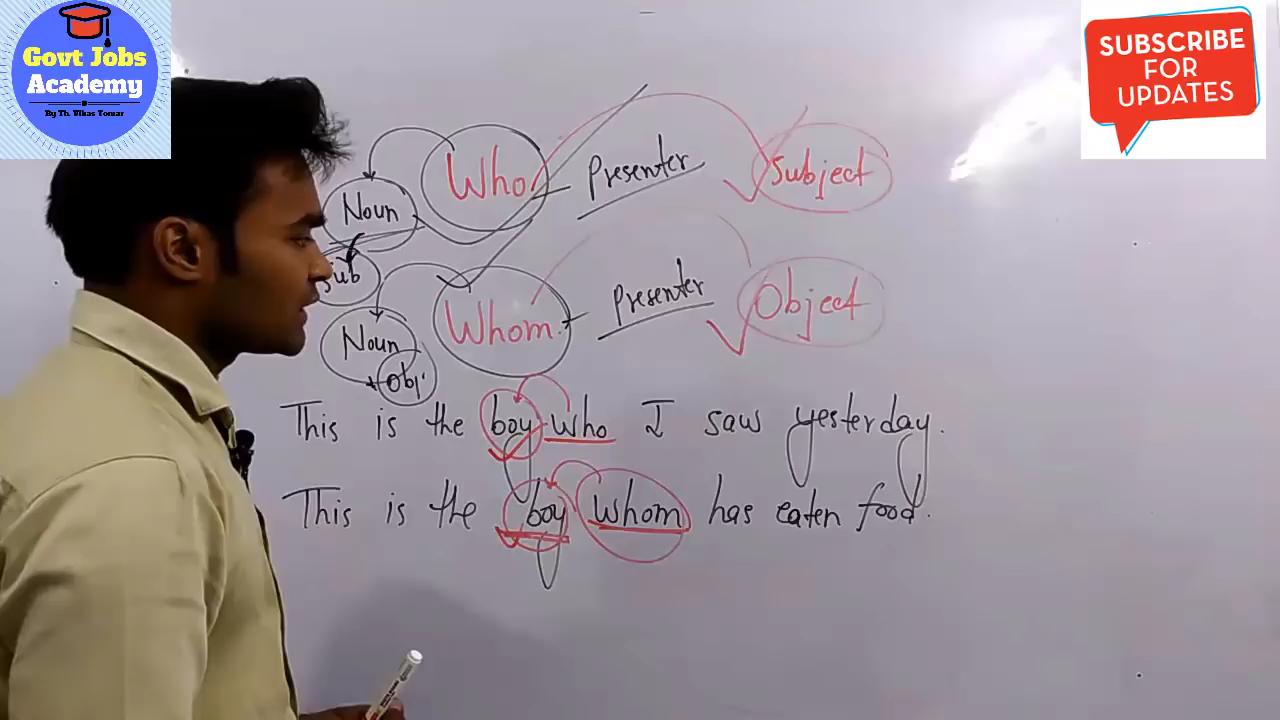 Govt Jobs
Academy
By Th. Vikas Tomar
SUBSCRIBE
FOR
UPDATES
Who - Presenter Subject
Noun
Sub
Whom - Presenter Object
Noun
+ Obj.
This is the boy who I saw yesterday.
This is the boy whom has eaten food.